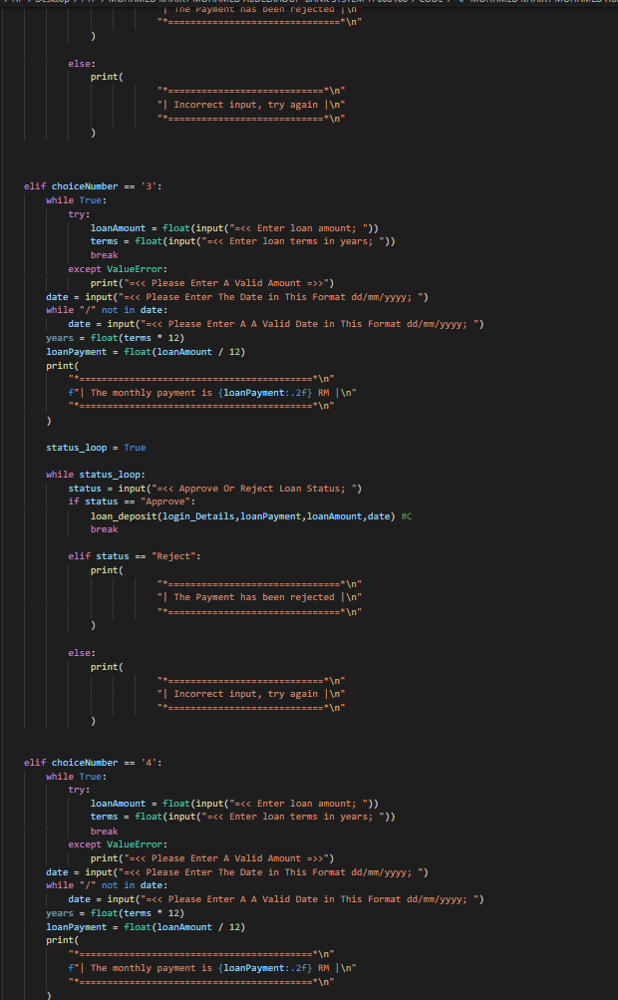 | The Payment has been rejected |\n"
"*===============================*\n"
)
else:
print(
"*============================*\n"
"| Incorrect input, try again |\n"
"*============================*\n"
)
elif choiceNumber == '3':
while True:
try:
loanAmount = float(input("=<< Enter loan amount; "))
terms = float(input("=<< Enter loan terms in years; "))
break
except ValueError:
print("=<< Please Enter A Valid Amount =>>")
date = input("=<< Please Enter The Date in This Format dd/mm/yyyy; ")
while "/" not in date:
date = input("=<< Please Enter A A Valid Date in This Format dd/mm/yyyy; ")
years = float(terms * 12)
loanPayment = float(loanAmount / 12)
print(
"*==========================================*\n"
f"| The monthly payment is {loanPayment:.2f} RM |\n"
"*==========================================*\n"
)
status_loop = True
while status_loop:
status = input("=<< Approve Or Reject Loan Status; ")
if status == "Approve":
loan_deposit(login_Details,loanPayment,loanAmount,date) #C
break
elif status == "Reject":
print(
"*===============================*\n"
"| The Payment has been rejected |\n"
"*===============================*\n"
)
else:
print(
"*============================*\n"
"| Incorrect input, try again |\n"
"*============================*\n"
)
elif choiceNumber == '4':
while True:
try:
loanAmount = float(input("=<< Enter loan amount; "))
terms = float(input("=<< Enter loan terms in years; "))
break
except ValueError:
print("=<< Please Enter A Valid Amount =>>")
date = input("=<< Please Enter The Date in This Format dd/mm/yyyy; ")
while "/" not in date:
date = input("=<< Please Enter A A Valid Date in This Format dd/mm/yyyy; ")
years = float(terms * 12)
loanPayment = float(loanAmount / 12)
print(
"*==========================================*\n"
f"| The monthly payment is {loanPayment:.2f} RM |\n"
"*==========================================*\n"
)